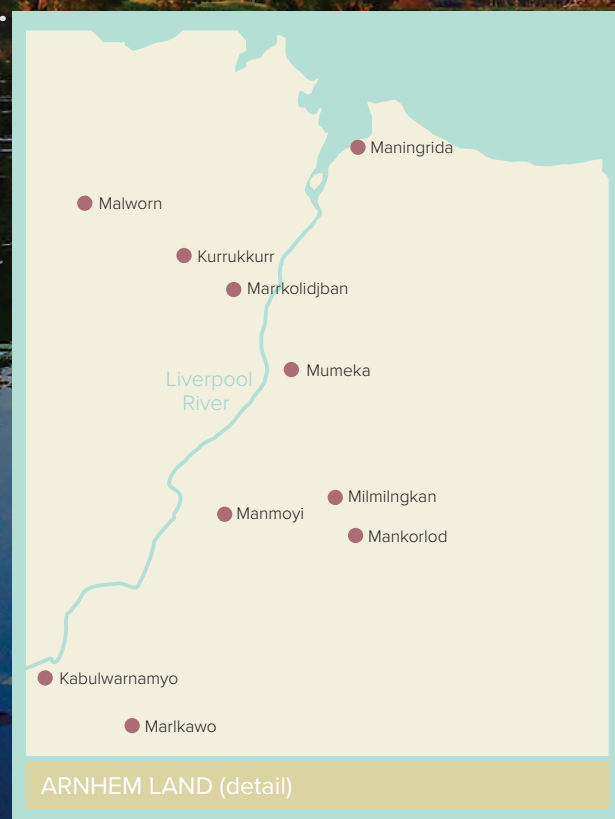 Maningrida
Malworn
Kurrukkurr
Marrkolidjban
Mumeka
Liverpool
River
Milmilngkan
Manmoyi
Mankorlod
Kabulwarnamyo
Marlkawo
ARNHEM LAND (detail)